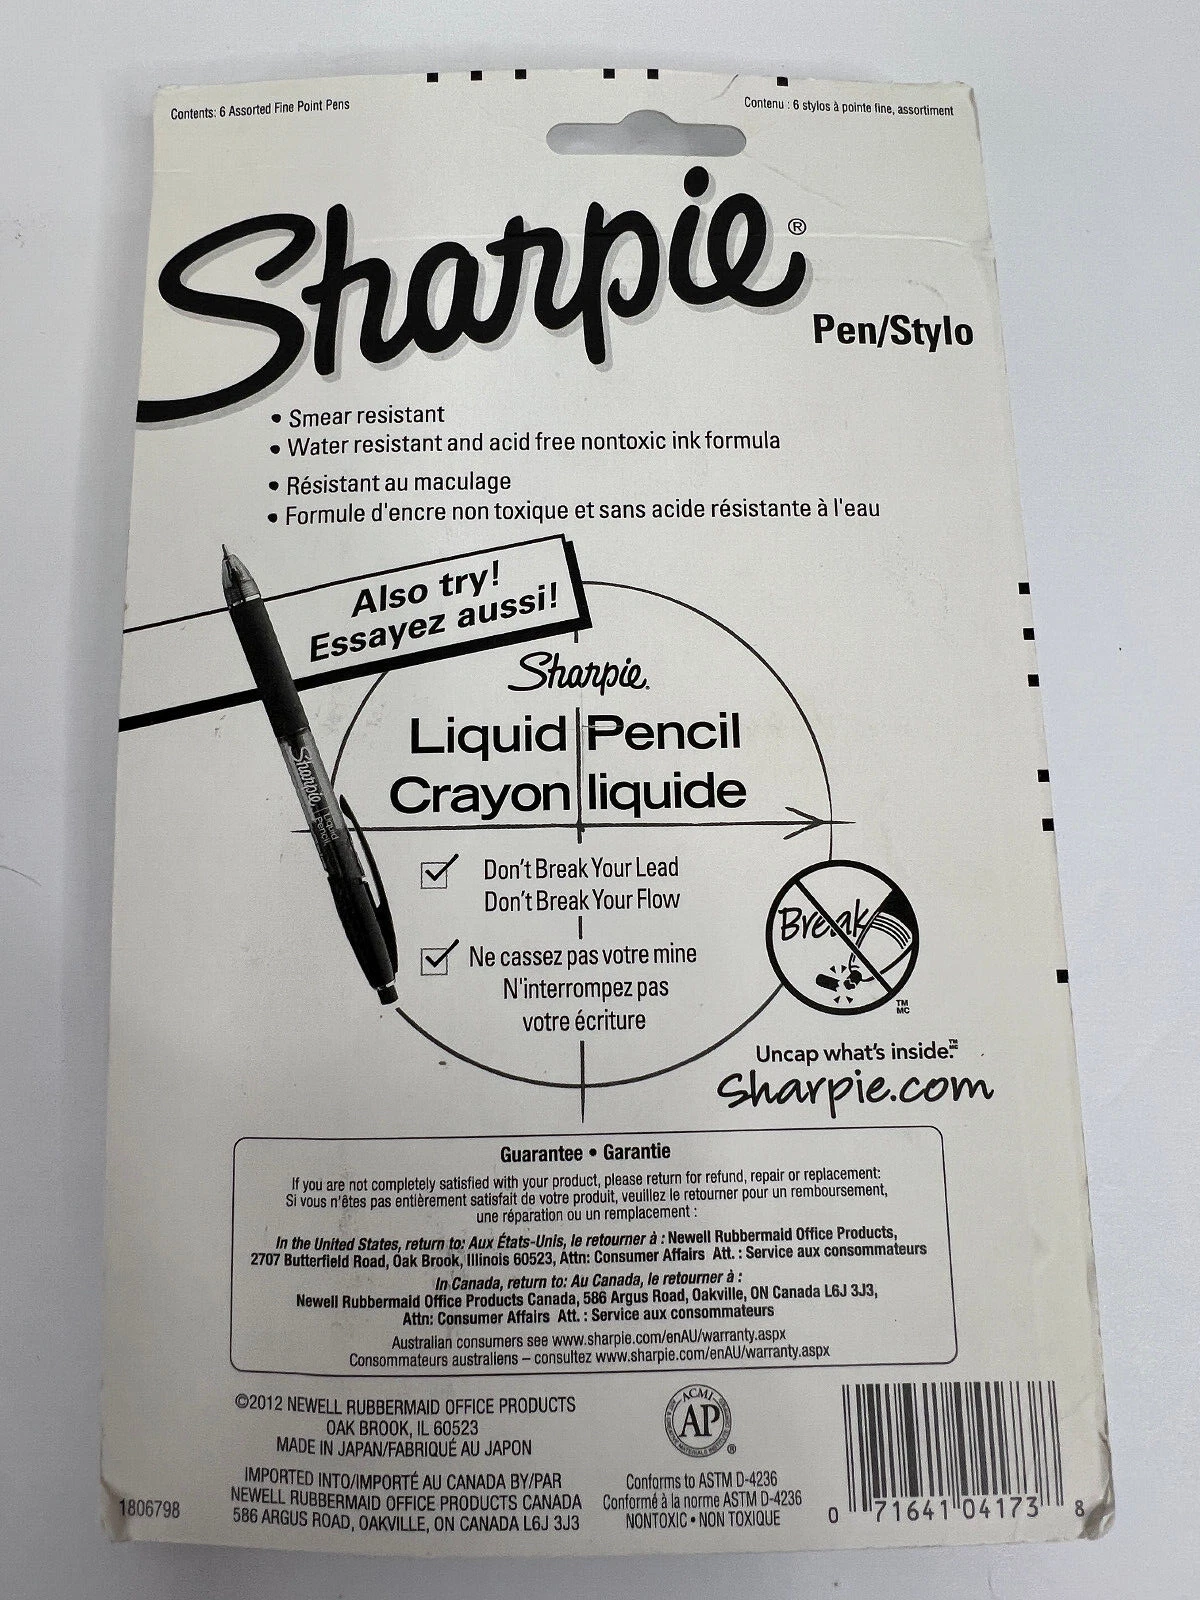 Contents: 6 Assorted Fine Point Pens
Contenu : 6 stylos à pointe fine, assortiment
Sharpie®
Pen/Stylo
• Smear resistant
• Water resistant and acid free nontoxic ink formula
• Résistant au maculage
• Formule d'encre non toxique et sans acide résistante à l'eau
Also try!
Essayez aussi!
Sharpie.
Liquid Pencil
Crayon liquide
Sharpie. Liquid
Pencil
Don't Break Your Lead
Don't Break Your Flow
Ne cassez pas votre mine
N'interrompez pas
votre écriture
Break
TM
MC
Uncap what's inside.™
MC
sharpie.com
Guarantee • Garantie
If you are not completely satisfied with your product, please return for refund, repair or replacement:
Si vous n'êtes pas entièrement satisfait de votre produit, veuillez le retourner pour un remboursement,
une réparation ou un remplacement :
In the United States, return to: Aux États-Unis, le retourner à : Newell Rubbermaid Office Products,
2707 Butterfield Road, Oak Brook, Illinois 60523, Attn: Consumer Affairs Att. : Service aux consommateurs
In Canada, return to: Au Canada, le retourner à :
Newell Rubbermaid Office Products Canada, 586 Argus Road, Oakville, ON Canada L6J 3J3,
Attn: Consumer Affairs Att. : Service aux consommateurs
Australian consumers see www.sharpie.com/enAU/warranty.aspx
Consommateurs australiens – consultez www.sharpie.com/enAU/warranty.aspx
©2012 NEWELL RUBBERMAID OFFICE PRODUCTS
OAK BROOK, IL 60523
MADE IN JAPAN/FABRIQUÉ AU JAPON
IMPORTED INTO/IMPORTÉ AU CANADA BY/PAR
NEWELL RUBBERMAID OFFICE PRODUCTS CANADA
586 ARGUS ROAD, OAKVILLE, ON CANADA L6J 3J3
1806798
ACMI
AP
®
Conforms to ASTM D-4236
Conformé à la norme ASTM D-4236
NONTOXIC • NON TOXIQUE
0 71641 04173 8